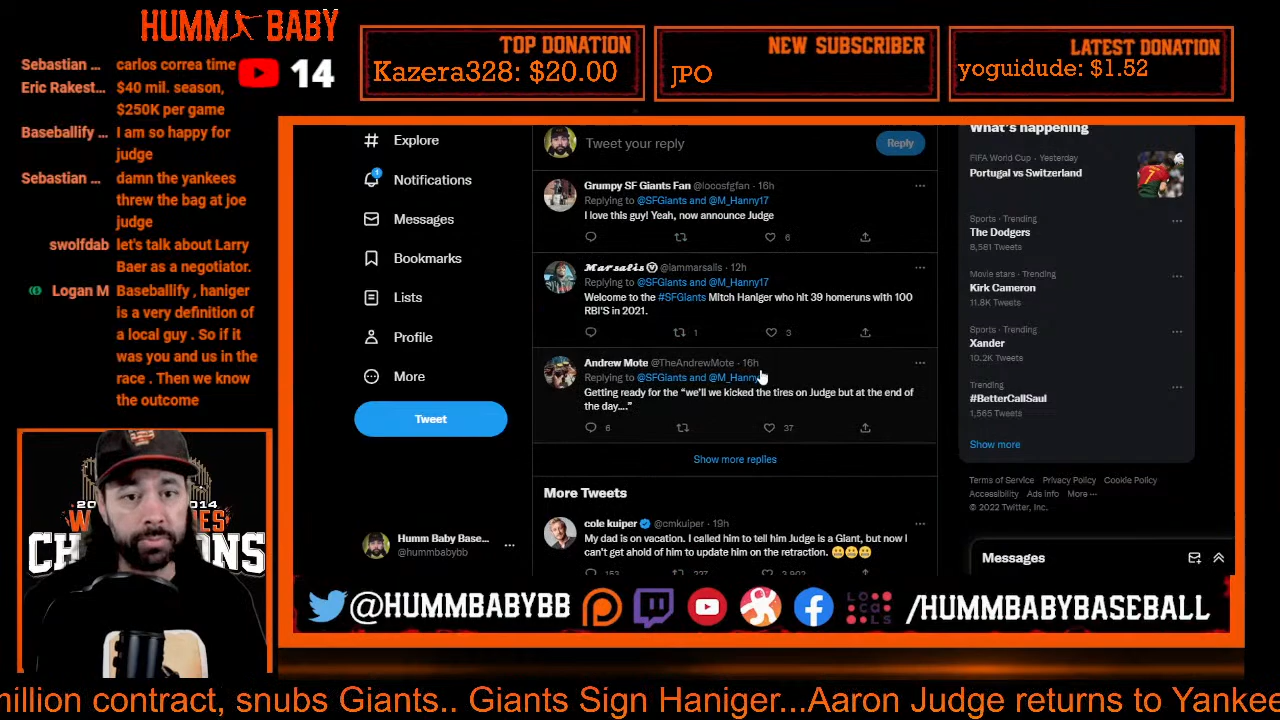 HUMM BABY
14
Sebastian ... carlos correa time
Eric Rakest... $40 mil. season,
$250K per game
Baseballify ... I am so happy for
judge
Sebastian ... damn the yankees
threw the bag at joe
judge
swolfdab let's talk about Larry
Baer as a negotiator.
Logan M Baseballify , haniger
is a very definition of
a local guy . So if it
was you and us in the
race . Then we know
the outcome
TOP DONATION
Kazera328: $20.00
NEW SUBSCRIBER
JPO
LATEST DONATION
yoguidude: $1.52
Explore
1
Notifications
Messages
Bookmarks
Lists
Profile
More
Tweet
Humm Baby Base...
@hummbabybb
Tweet your reply
Reply
Grumpy SF Giants Fan @locosfgfan · 16h
Replying to @SFGiants and @M_Hanny17
I love this guy! Yeah, now announce Judge
6
Marsalis @iammarsalis · 12h
Replying to @SFGiants and @M_Hanny17
Welcome to the #SFGiants Mitch Haniger who hit 39 homeruns with 100
RBI'S in 2021.
1 3
Andrew Mote @TheAndrewMote · 16h
Replying to @SFGiants and @M_Hanny
Getting ready for the “we'll we kicked the tires on Judge but at the end of
the day....”
6 37
Show more replies
More Tweets
cole kuiper @cmkuiper · 19h
My dad is on vacation. I called him to tell him Judge is a Giant, but now I
can't get ahold of him to update him on the retraction. 😀😀😀
153 227 3,902
What's happening
FIFA World Cup · Yesterday
Portugal vs Switzerland
7
Sports · Trending
The Dodgers
8,581 Tweets
Movie stars · Trending
Kirk Cameron
11.8K Tweets
Sports · Trending
Xander
10.2K Tweets
Trending
#BetterCallSaul
1,565 Tweets
Show more
Terms of Service Privacy Policy Cookie Policy
Accessibility Ads info More ···
© 2022 Twitter, Inc.
Messages
@HUMMBABYBB
LOCALS
/HUMMBABYBASEBALL
million contract, snubs Giants.. Giants Sign Haniger...Aaron Judge returns to Yankee